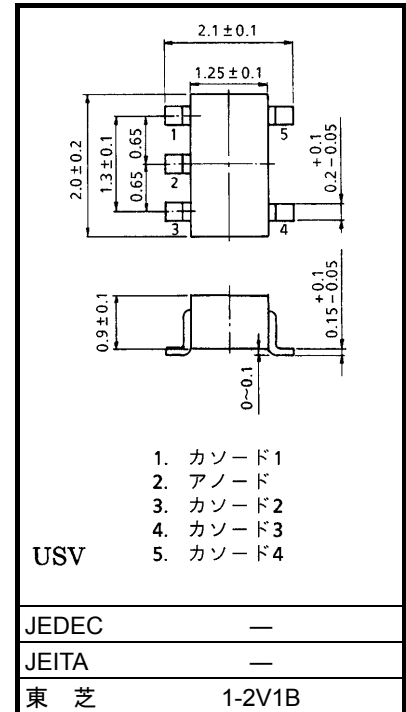 2.1±0.1
1.25±0.1
2.0±0.2
1.3±0.1
0.65
0.65
1
2
3
5
4
+0.1
0.2-0.05
0.9±0.1
+0.1
0.15-0.05
0~0.1
1. カソード1
2. アノード
3. カソード2
4. カソード3
5. カソード4
USV
JEDEC —
JEITA —
東 芝 1-2V1B